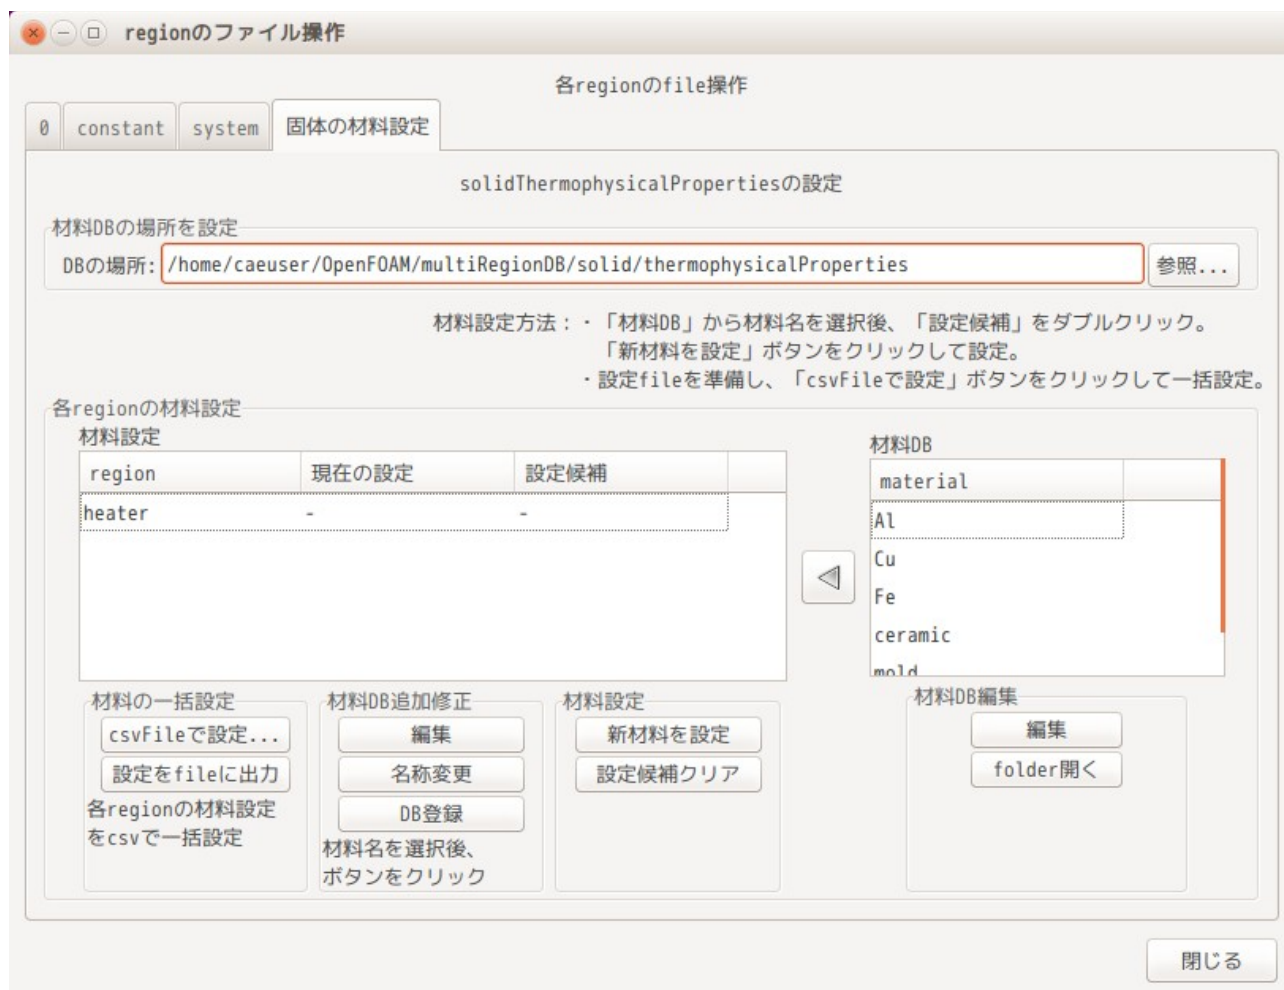 regionのファイル操作
各regionのfile操作
0 constant system 固体の材料設定
solidThermophysicalPropertiesの設定
材料DBの場所を設定
DBの場所: /home/caeuser/OpenFOAM/multiRegionDB/solid/thermophysicalProperties 参照...
材料設定方法：・「材料DB」から材料名を選択後、「設定候補」をダブルクリック。
「新材料を設定」ボタンをクリックして設定。
・設定fileを準備し、「csvFileで設定」ボタンをクリックして一括設定。
各regionの材料設定
材料設定
region 現在の設定 設定候補
heater - -
材料DB
material
Al
Cu
Fe
ceramic
mold
材料の一括設定
csvFileで設定...
設定をfileに出力
各regionの材料設定
をcsvで一括設定
材料DB追加修正
編集
名称変更
DB登録
材料名を選択後、
ボタンをクリック
材料設定
新材料を設定
設定候補クリア
材料DB編集
編集
folder開く
閉じる